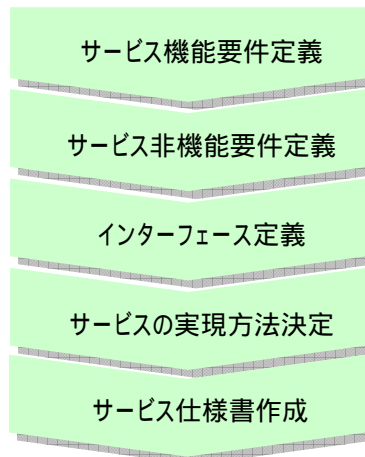 サービス機能要件定義
サービス非機能要件定義
インターフェース定義
サービスの実現方法決定
サービス仕様書作成